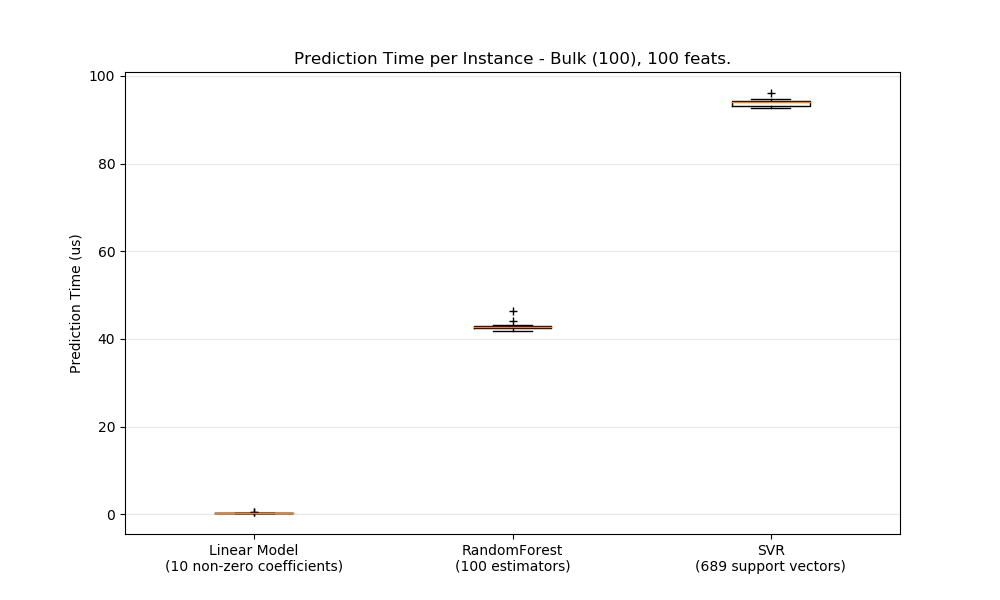 Prediction Time per Instance - Bulk (100), 100 feats.
100
80
60
40
20
0
Prediction Time (us)
Linear Model
(10 non-zero coefficients)
RandomForest
(100 estimators)
SVR
(689 support vectors)